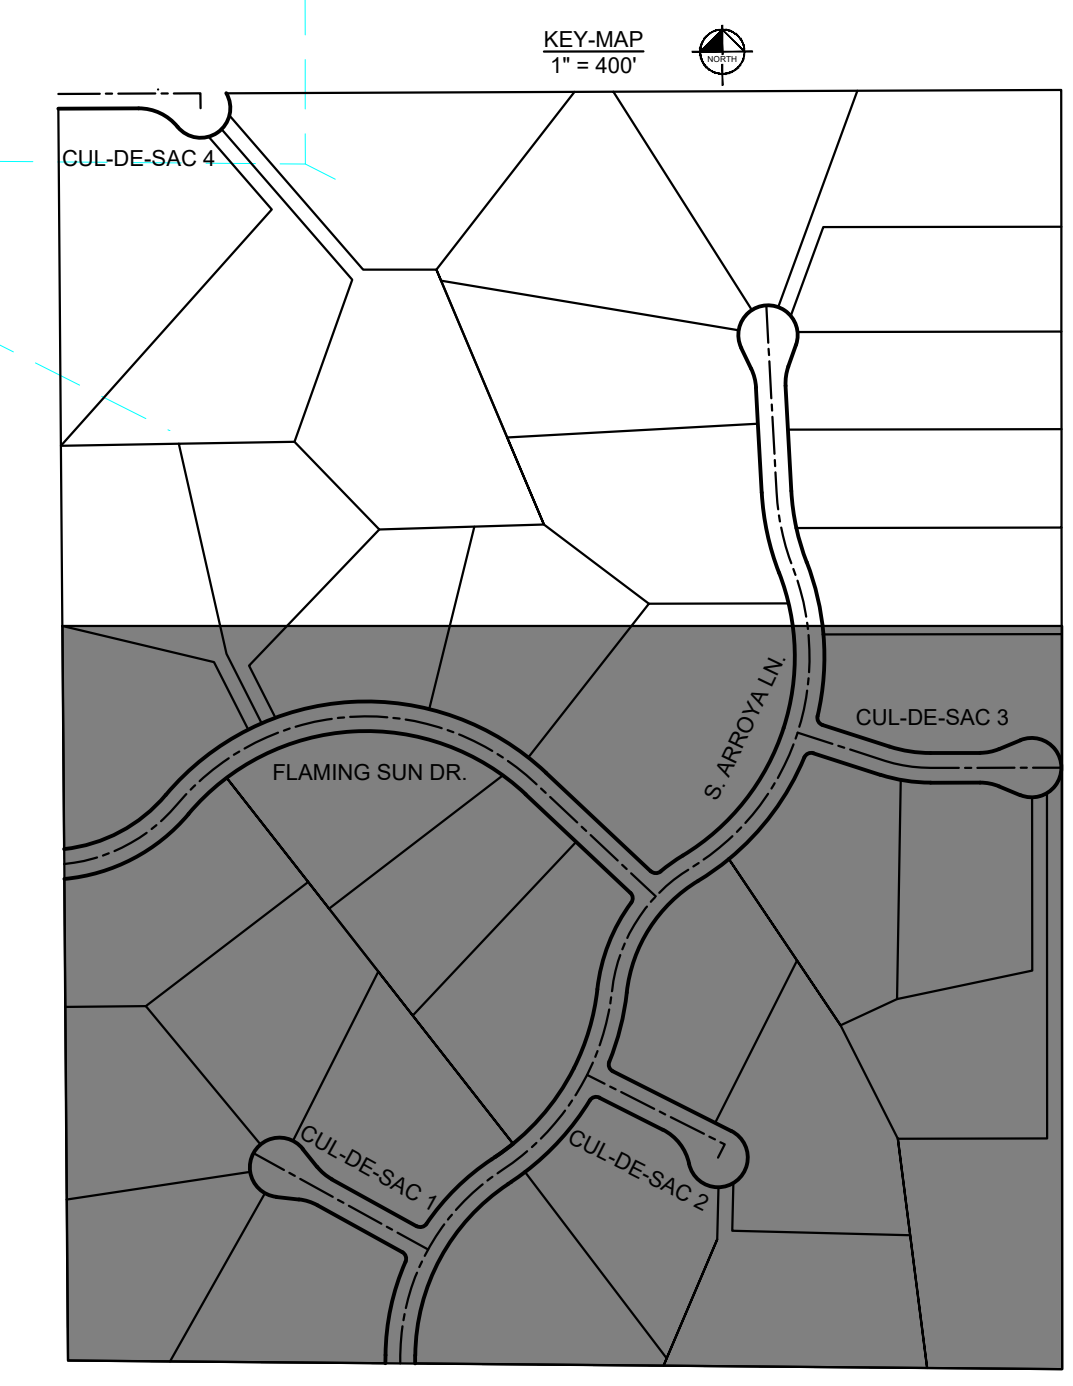 KEY-MAP
1" = 400'
NORTH
CUL-DE-SAC 4
S. ARROYA LN.
CUL-DE-SAC 3
FLAMING SUN DR.
CUL-DE-SAC 1
CUL-DE-SAC 2